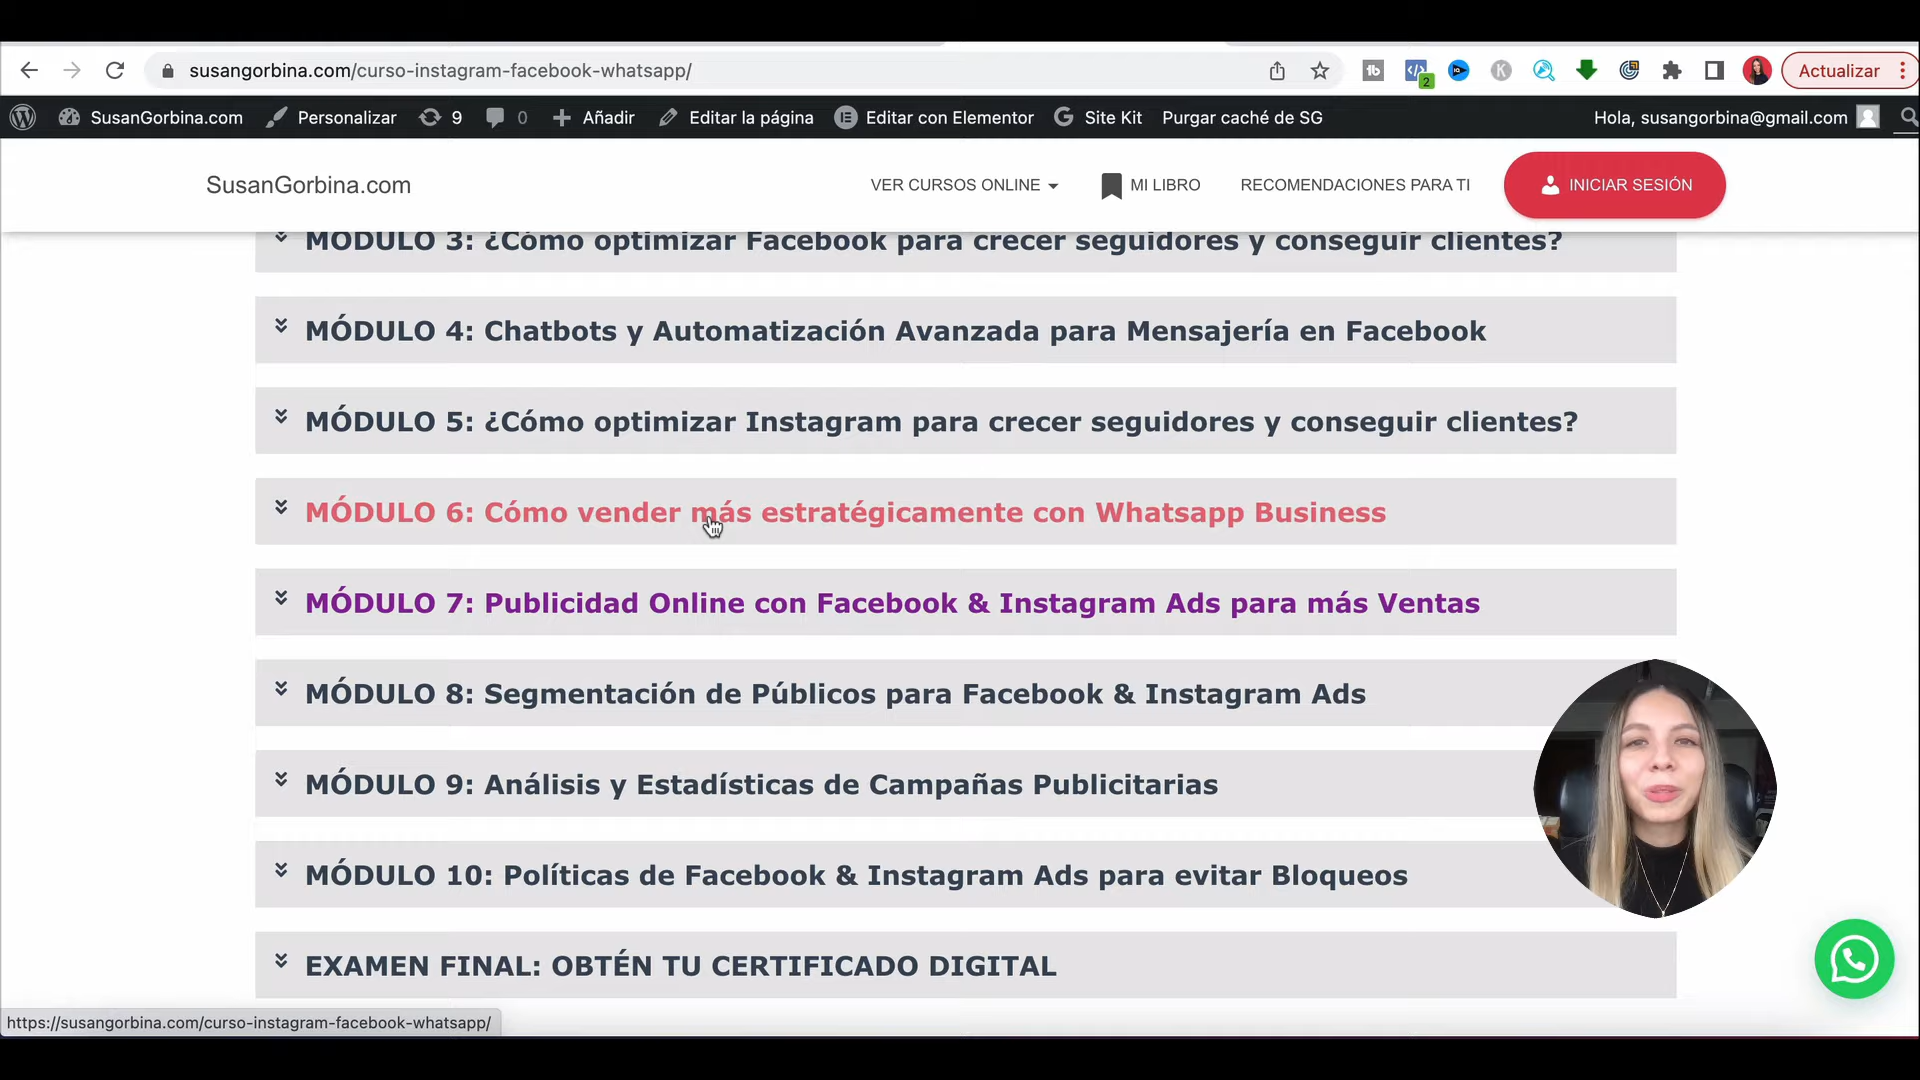 susangorbina.com/curso-instagram-facebook-whatsapp/
2
Actualizar
SusanGorbina.com
Personalizar
9
0
Añadir
Editar la página
Editar con Elementor
Site Kit
Purgar caché de SG
Hola, susangorbina@gmail.com
SusanGorbina.com
VER CURSOS ONLINE
MI LIBRO
RECOMENDACIONES PARA TI
INICIAR SESIÓN
MÓDULO 3: ¿Cómo optimizar Facebook para crecer seguidores y conseguir clientes?
MÓDULO 4: Chatbots y Automatización Avanzada para Mensajería en Facebook
MÓDULO 5: ¿Cómo optimizar Instagram para crecer seguidores y conseguir clientes?
MÓDULO 6: Cómo vender más estratégicamente con Whatsapp Business
MÓDULO 7: Publicidad Online con Facebook & Instagram Ads para más Ventas
MÓDULO 8: Segmentación de Públicos para Facebook & Instagram Ads
MÓDULO 9: Análisis y Estadísticas de Campañas Publicitarias
MÓDULO 10: Políticas de Facebook & Instagram Ads para evitar Bloqueos
EXAMEN FINAL: OBTÉN TU CERTIFICADO DIGITAL
https://susangorbina.com/curso-instagram-facebook-whatsapp/